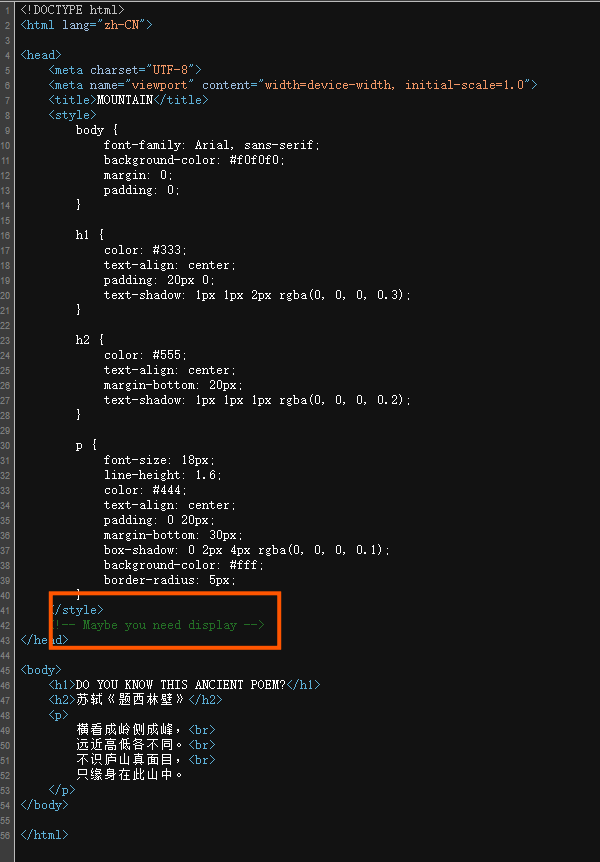 1 <!DOCTYPE html>
2 <html lang="zh-CN">
3
4 <head>
5 <meta charset="UTF-8">
6 <meta name="viewport" content="width=device-width, initial-scale=1.0">
7 <title>MOUNTAIN</title>
8 <style>
9 body {
10 font-family: Arial, sans-serif;
11 background-color: #f0f0f0;
12 margin: 0;
13 padding: 0;
14 }
15
16 h1 {
17 color: #333;
18 text-align: center;
19 padding: 20px 0;
20 text-shadow: 1px 1px 2px rgba(0, 0, 0, 0.3);
21 }
22
23 h2 {
24 color: #555;
25 text-align: center;
26 margin-bottom: 20px;
27 text-shadow: 1px 1px 1px rgba(0, 0, 0, 0.2);
28 }
29
30 p {
31 font-size: 18px;
32 line-height: 1.6;
33 color: #444;
34 text-align: center;
35 padding: 0 20px;
36 margin-bottom: 30px;
37 box-shadow: 0 2px 4px rgba(0, 0, 0, 0.1);
38 background-color: #fff;
39 border-radius: 5px;
40 }
41 </style>
42 <!-- Maybe you need display -->
43 </head>
44
45 <body>
46 <h1>DO YOU KNOW THIS ANCIENT POEM?</h1>
47 <h2>苏轼《题西林壁》</h2>
48 <p>
49 横看成岭侧成峰，<br>
50 远近高低各不同。<br>
51 不识庐山真面目，<br>
52 只缘身在此山中。
53 </p>
54 </body>
55
56 </html>